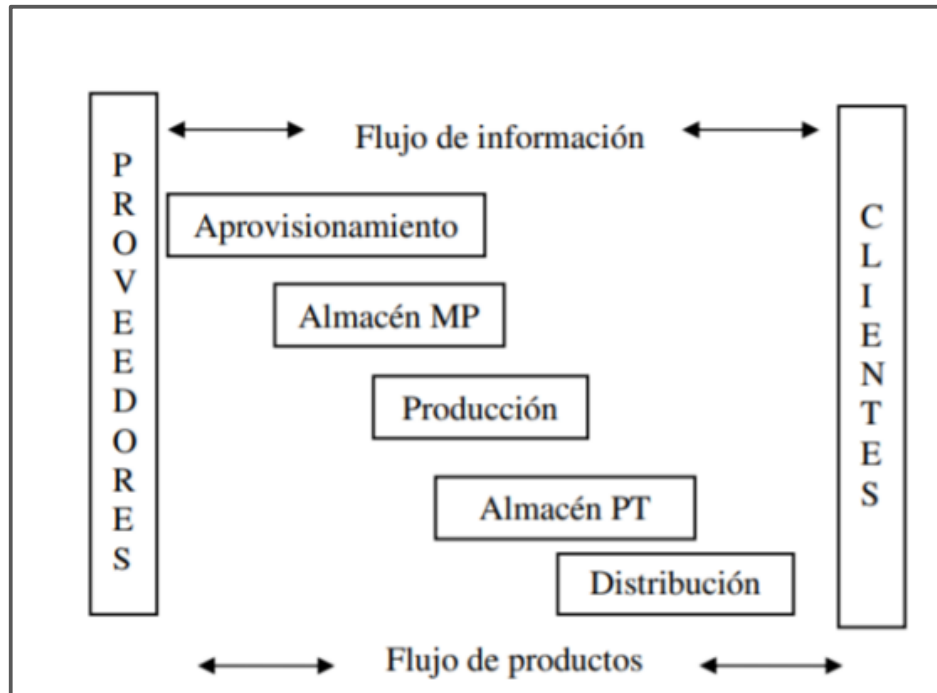 PROVEEDORES
Flujo de información
Aprovisionamiento
Almacén MP
Producción
Almacén PT
Distribución
Flujo de productos
CLIENTES